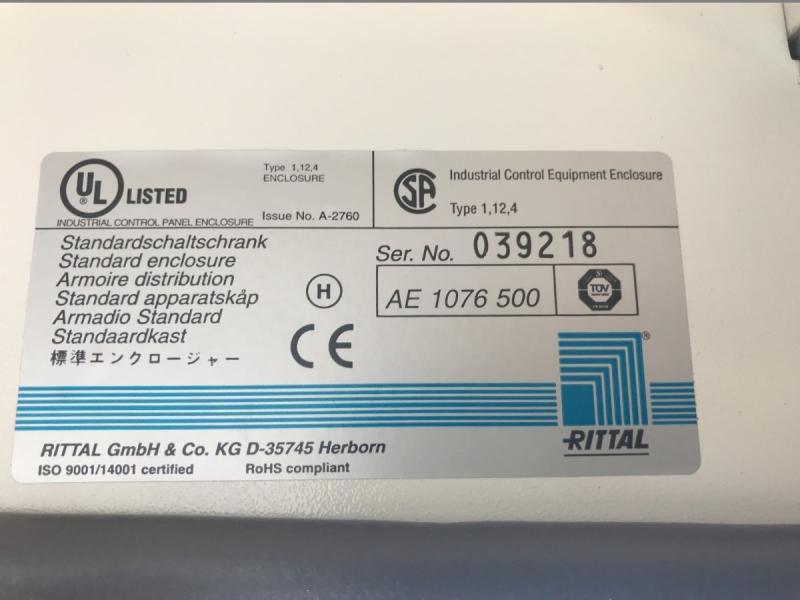 UL® LISTED
Type 1,12,4
ENCLOSURE
INDUSTRIAL CONTROL PANEL ENCLOSURE
Issue No. A-2760
SA
Industrial Control Equipment Enclosure
Type 1,12,4
Standardschaltschrank
Standard enclosure
Armoire distribution
Standard apparatskåp
Armadio Standard
Standaardkast
標準エンクロージャー
H
CE
Ser. No. 039218
AE 1076 500
TÜV
®
RITTAL
RITTAL GmbH & Co. KG D-35745 Herborn
ISO 9001/14001 certified RoHS compliant